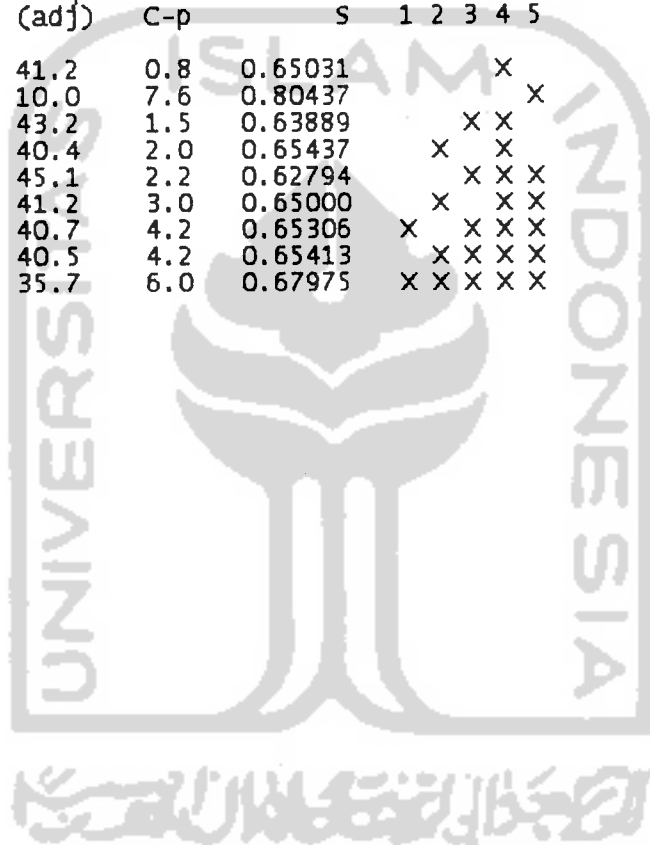 (adj) C-p S 1 2 3 4 5
41.2 0.8 0.65031 X
10.0 7.6 0.80437 X
43.2 1.5 0.63889 X X
40.4 2.0 0.65437 X X
45.1 2.2 0.62794 X X X
41.2 3.0 0.65000 X X X
40.7 4.2 0.65306 X X X X
40.5 4.2 0.65413 X X X X
35.7 6.0 0.67975 X X X X X
ISLAM
UNIVERSITAS
INDONESIA